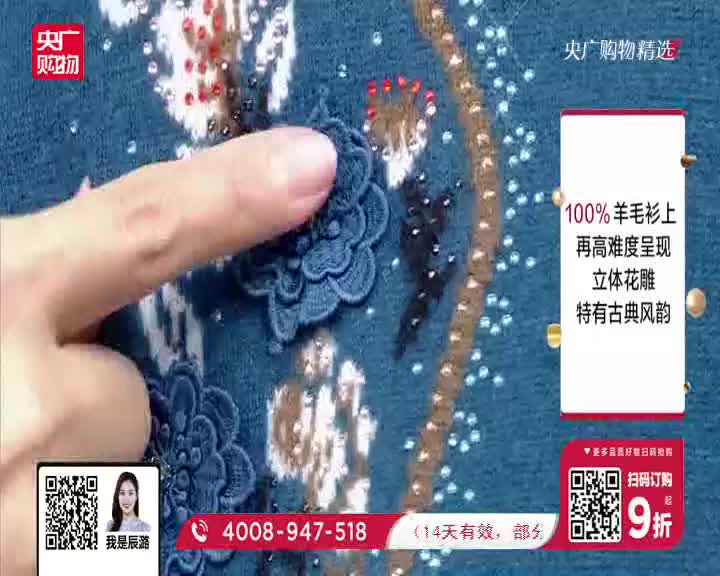 央广
购物
央广购物精选
100%羊毛衫上
再高难度呈现
立体花雕
特有古典风韵
▼更多品质好物扫码抢购
扫码订购
9折
起
我是辰潞
4008-947-518
（14天有效，部分